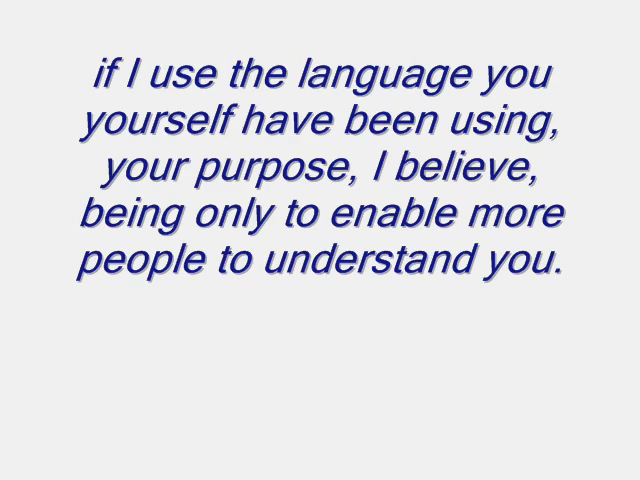 if I use the language you
yourself have been using,
your purpose, I believe,
being only to enable more
people to understand you.